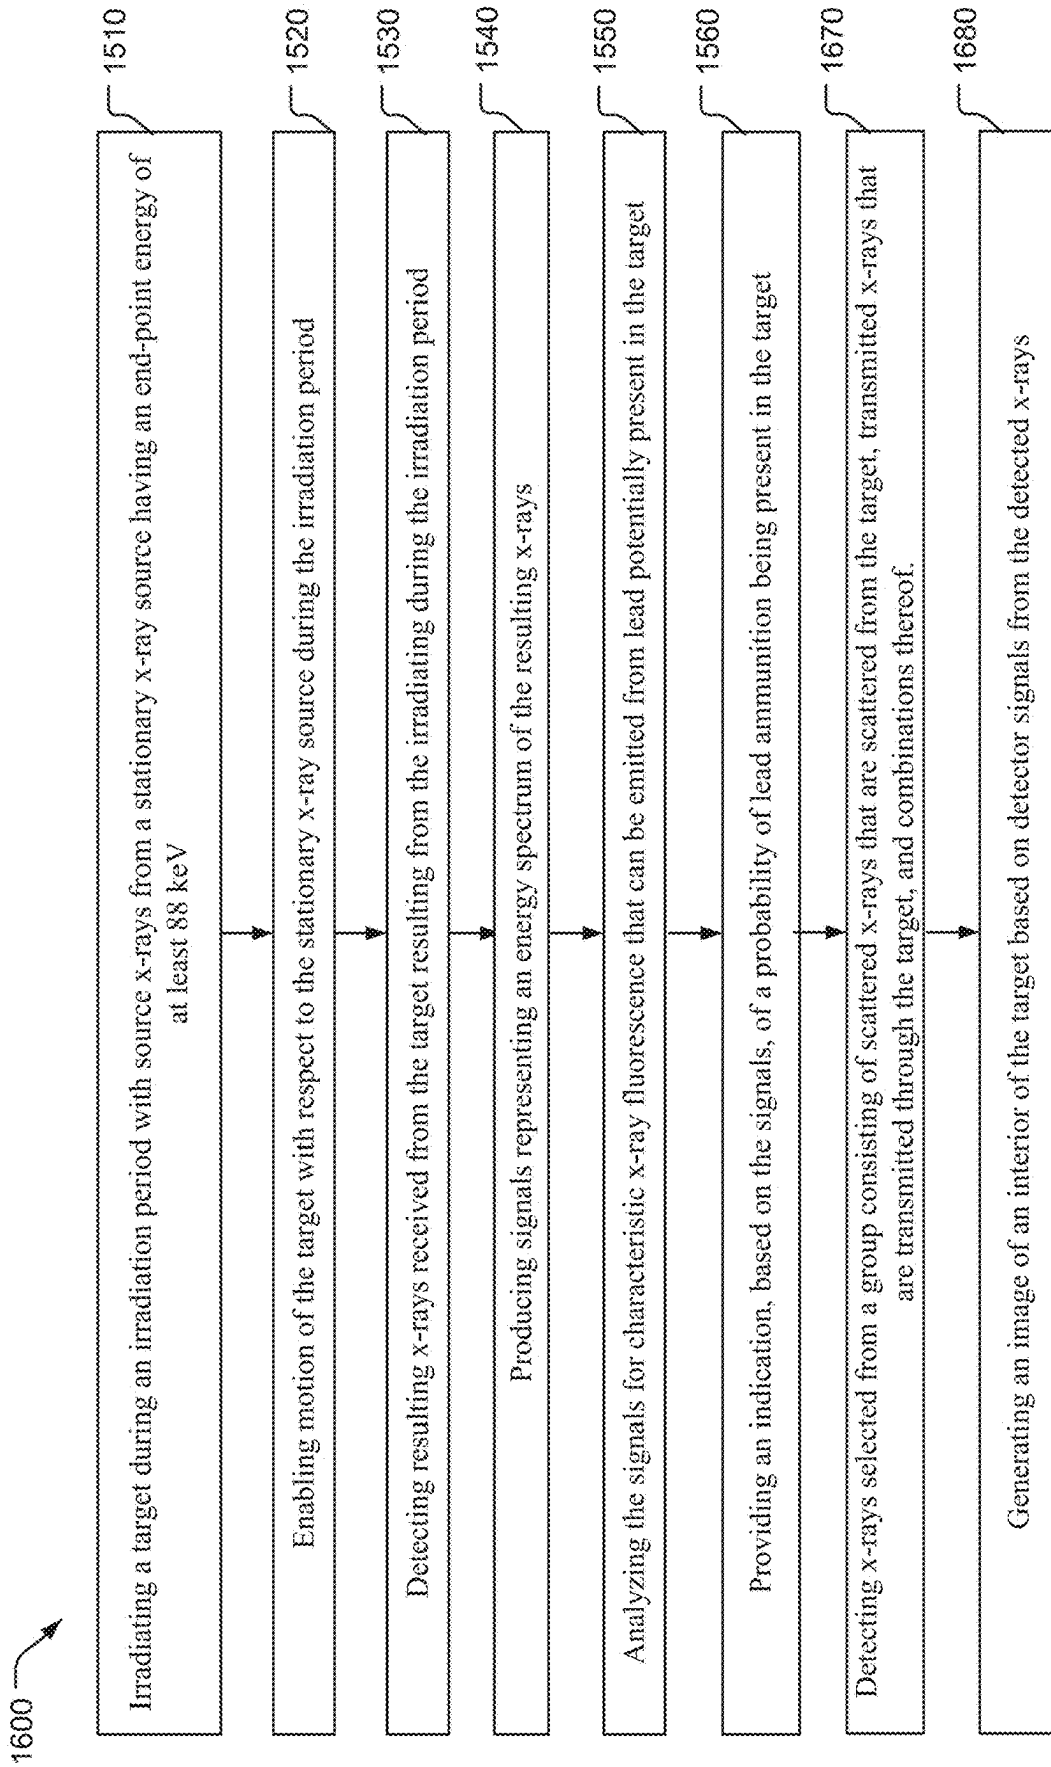 1600
Irradiating a target during an irradiation period with source x-rays from a stationary x-ray source having an end-point energy of
at least 88 keV
1510
Enabling motion of the target with respect to the stationary x-ray source during the irradiation period
1520
Detecting resulting x-rays received from the target resulting from the irradiating during the irradiation period
1530
Producing signals representing an energy spectrum of the resulting x-rays
1540
Analyzing the signals for characteristic x-ray fluorescence that can be emitted from lead potentially present in the target
1550
Providing an indication, based on the signals, of a probability of lead ammunition being present in the target
1560
Detecting x-rays selected from a group consisting of scattered x-rays that are scattered from the target, transmitted x-rays that
are transmitted through the target, and combinations thereof.
1670
Generating an image of an interior of the target based on detector signals from the detected x-rays
1680